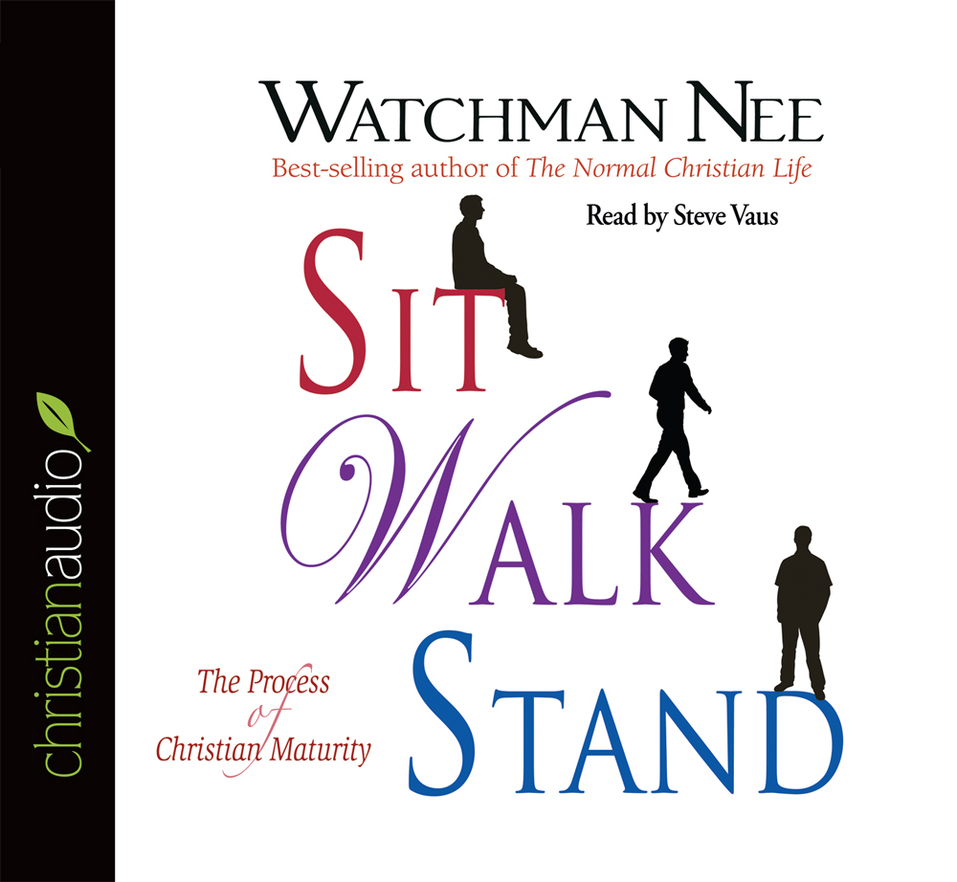 WATCHMAN NEE
Best-selling author of The Normal Christian Life
Read by Steve Vaus
SIT
WALK
STAND
The Process
of
Christian Maturity
christianaudio